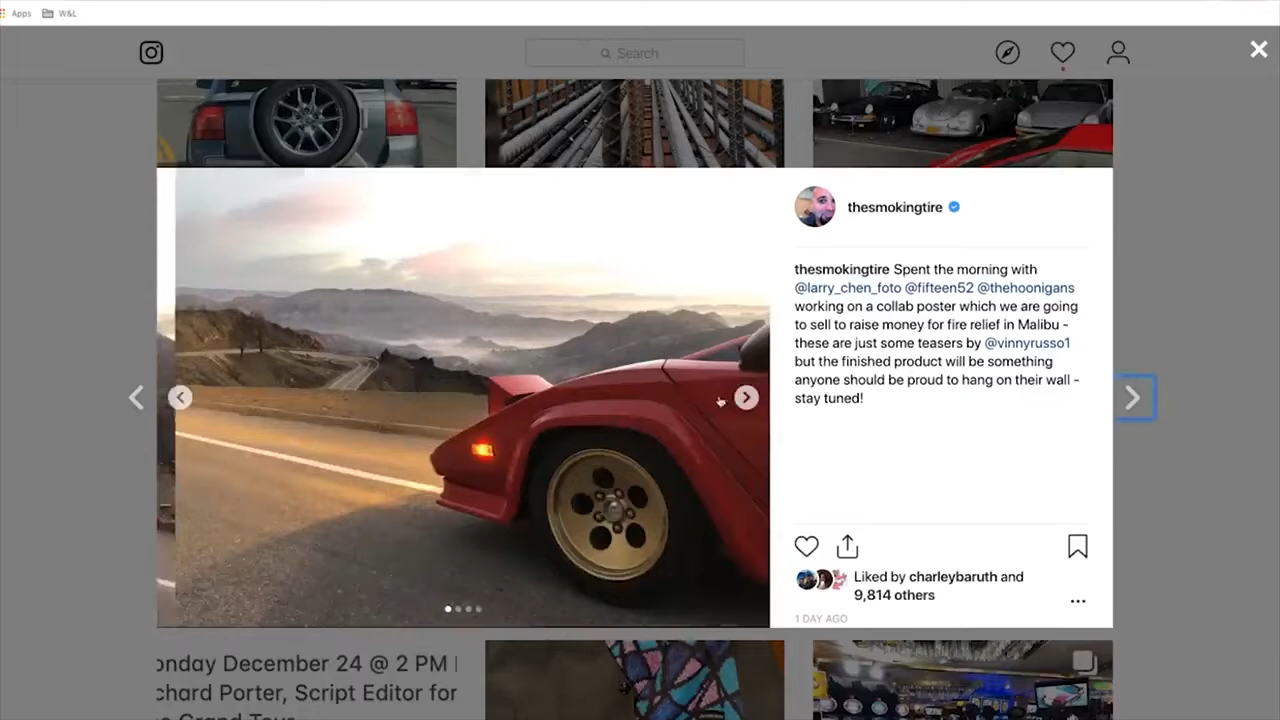 Apps W&L
Search
thesmokingtire
thesmokingtire Spent the morning with
@larry_chen_foto @fifteen52 @thehoonigans
working on a collab poster which we are going
to sell to raise money for fire relief in Malibu -
these are just some teasers by @vinnyrusso1
but the finished product will be something
anyone should be proud to hang on their wall -
stay tuned!
Liked by charleybaruth and
9,814 others
1 DAY AGO
onday December 24 @ 2 PM
chard Porter, Script Editor for
Grand Tour